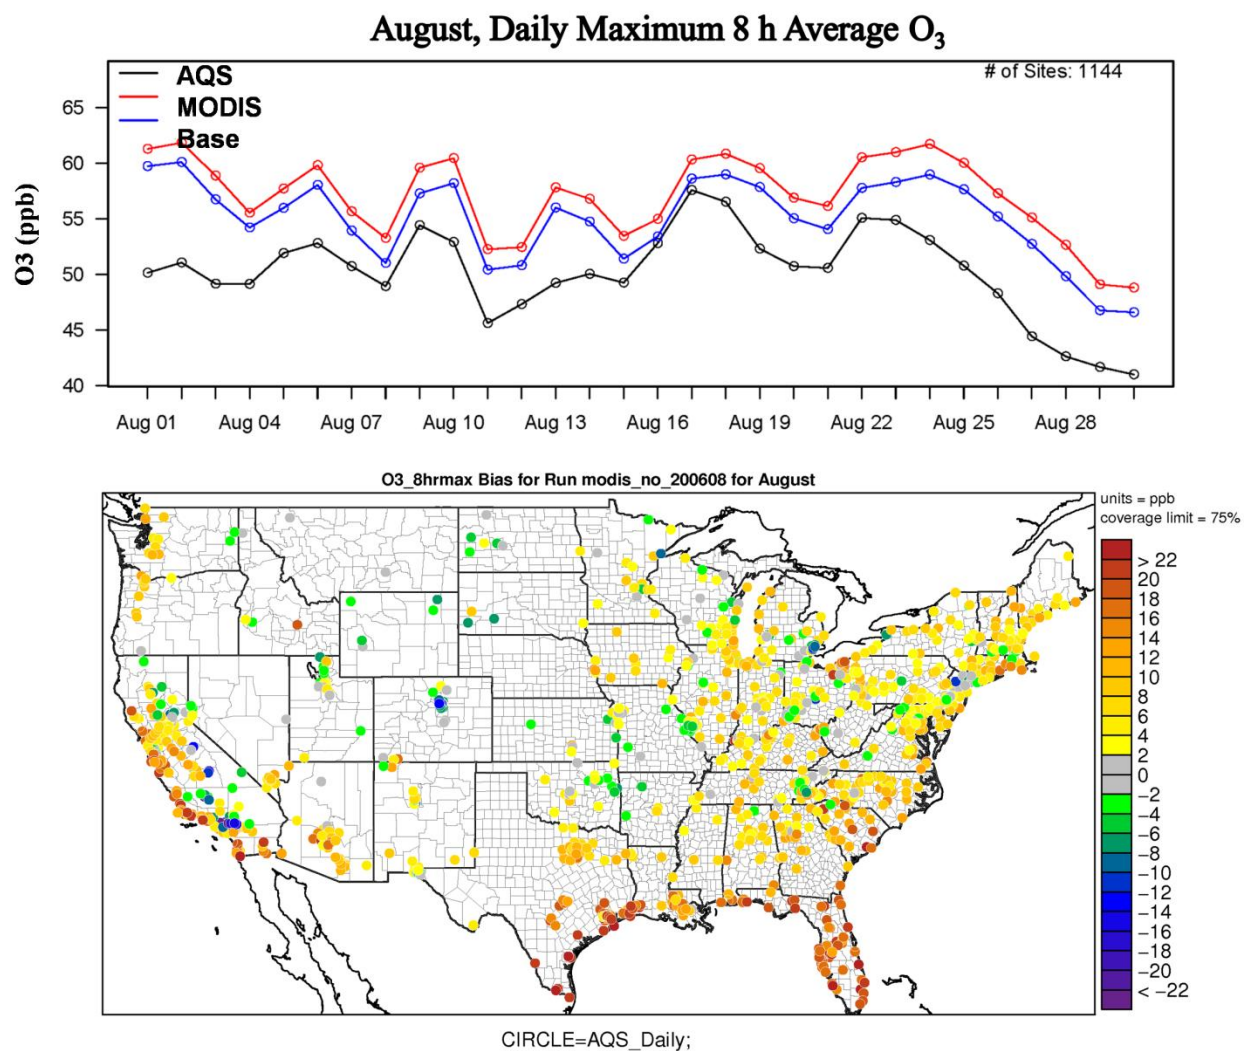 August, Daily Maximum 8 h Average O3
AQS
MODIS
Base
# of Sites: 1144
O3 (ppb)
65
60
55
50
45
40
Aug 01 Aug 04 Aug 07 Aug 10 Aug 13 Aug 16 Aug 19 Aug 22 Aug 25 Aug 28
O3_8hrmax Bias for Run modis_no_200608 for August
units = ppb
coverage limit = 75%
> 22
20
18
16
14
12
10
8
6
4
2
0
−2
−4
−6
−8
−10
−12
−14
−16
−18
−20
< −22
CIRCLE=AQS_Daily;